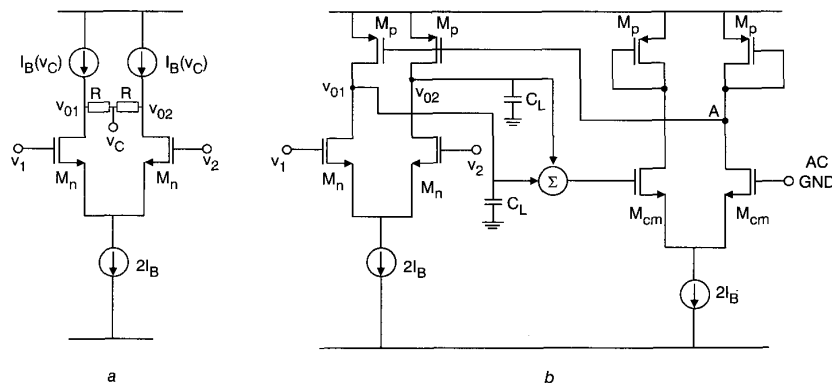 I_B(v_C) I_B(v_C)
R R
v_01 v_02
v_C
v_1 v_2
M_n M_n
2I_B
a
M_p M_p M_p M_p
v_01 v_02
C_L
A
v_1 v_2
Σ
AC
GND
M_n M_n
C_L
M_cm M_cm
2I_B
2I_B
b